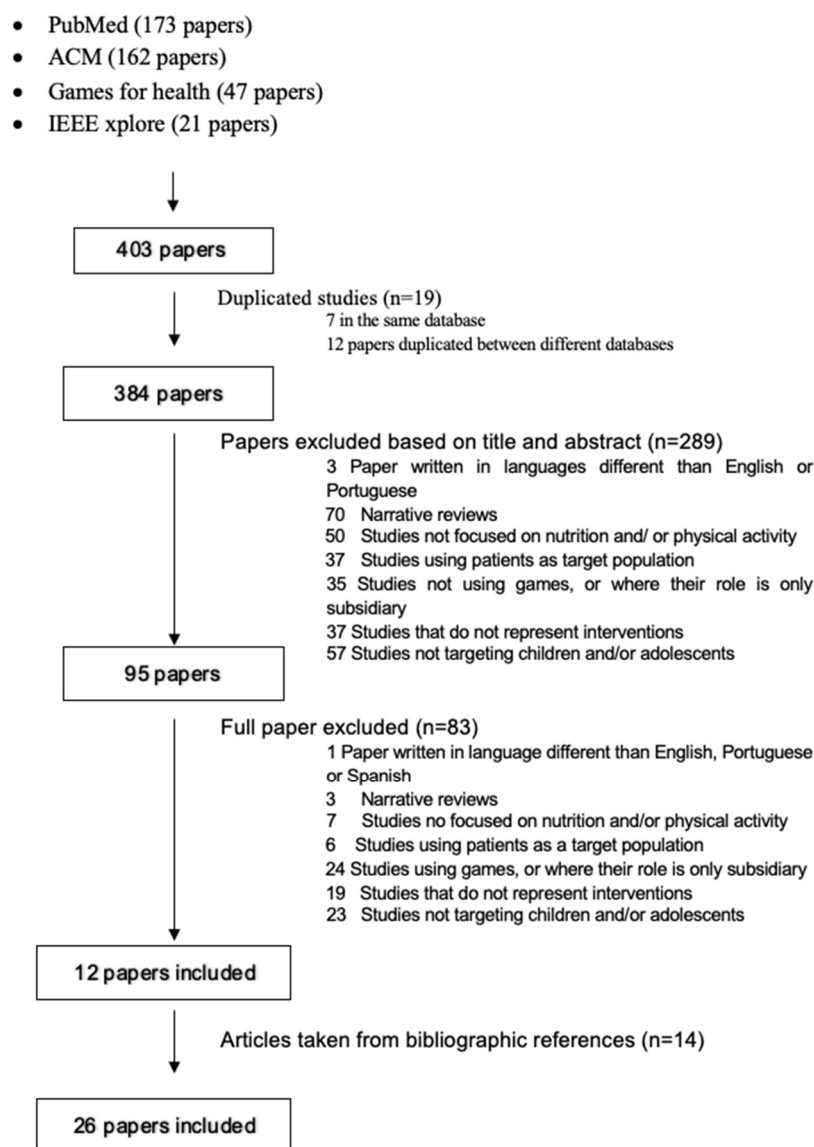 • PubMed (173 papers)
• ACM (162 papers)
• Games for health (47 papers)
• IEEE xplore (21 papers)
403 papers
Duplicated studies (n=19)
7 in the same database
12 papers duplicated between different databases
384 papers
Papers excluded based on title and abstract (n=289)
3 Paper written in languages different than English or
Portuguese
70 Narrative reviews
50 Studies not focused on nutrition and/ or physical activity
37 Studies using patients as target population
35 Studies not using games, or where their role is only
subsidiary
37 Studies that do not represent interventions
57 Studies not targeting children and/or adolescents
95 papers
Full paper excluded (n=83)
1 Paper written in language different than English, Portuguese
or Spanish
3 Narrative reviews
7 Studies no focused on nutrition and/or physical activity
6 Studies using patients as a target population
24 Studies using games, or where their role is only subsidiary
19 Studies that do not represent interventions
23 Studies not targeting children and/or adolescents
12 papers included
Articles taken from bibliographic references (n=14)
26 papers included